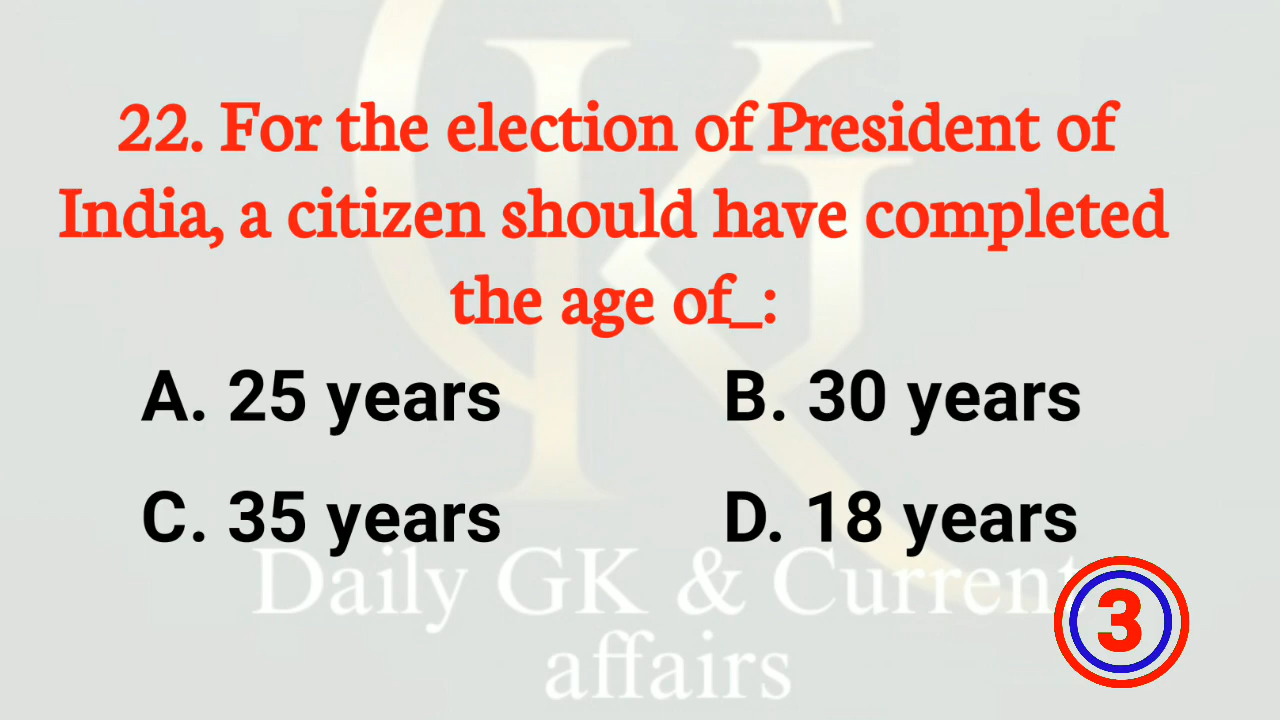 22. For the election of President of
India, a citizen should have completed
the age of_:
A. 25 years
B. 30 years
C. 35 years
D. 18 years
Daily GK & Current
affairs
3